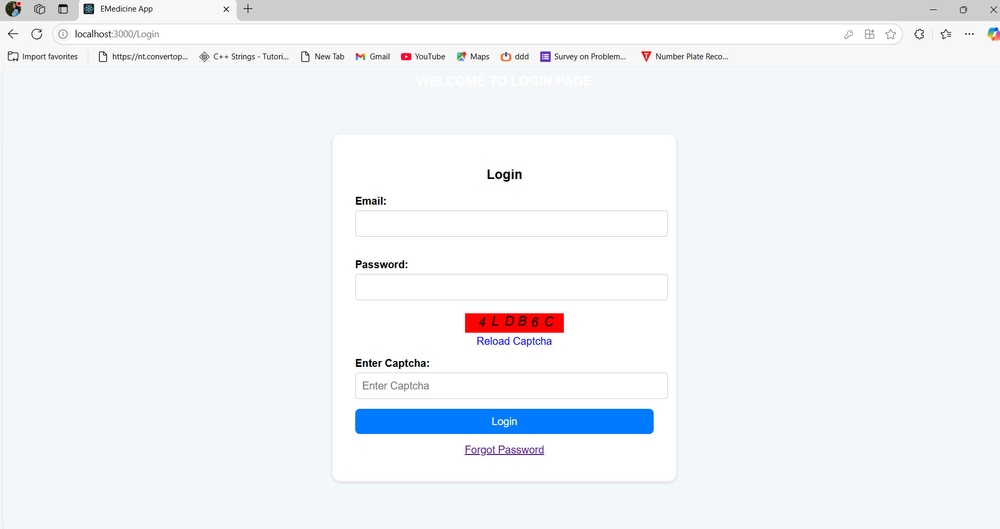 EMedicine App
localhost:3000/Login
Import favorites https://nt.convertop... C++ Strings - Tutori... New Tab Gmail YouTube Maps ddd Survey on Problem... T Number Plate Reco...
WELCOME TO LOGIN PAGE
Login
Email:
Password:
4 L D B 6 C
Reload Captcha
Enter Captcha:
Enter Captcha
Login
Forgot Password